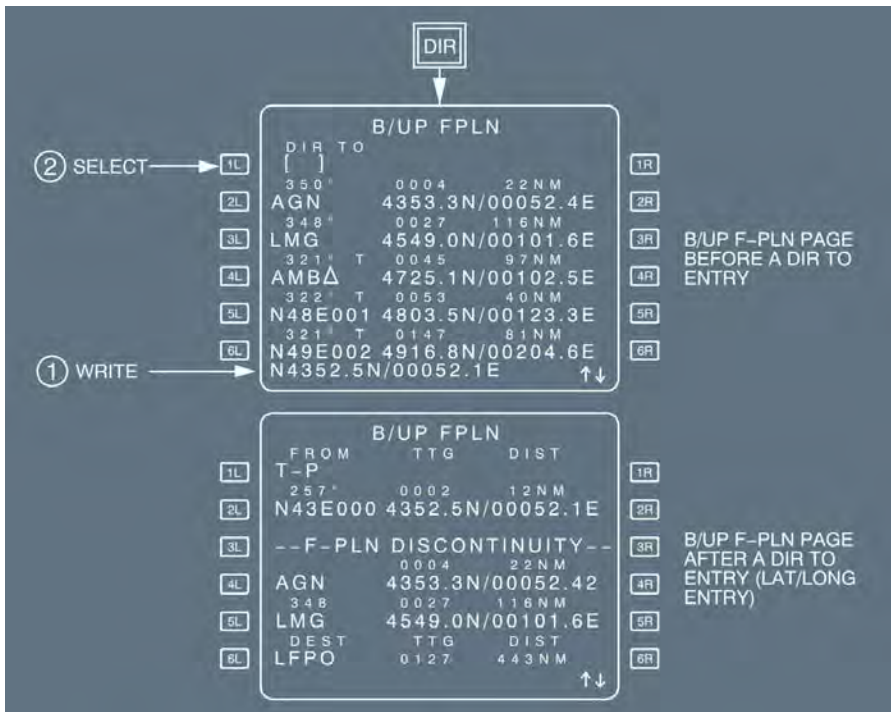 DIR
B/UP FPLN
DIR TO
② SELECT 1L [ ] 1R
350° 0004 22NM
2L AGN 4353.3N/00052.4E 2R
348° 0027 116NM
3L LMG 4549.0N/00101.6E 3R
321° T 0045 97NM
4L AMBΔ 4725.1N/00102.5E 4R
322° T 0053 40NM
5L N48E001 4803.5N/00123.3E 5R
321° T 0147 81NM
6L N49E002 4916.8N/00204.6E 6R
① WRITE N4352.5N/00052.1E ↑↓
B/UP F–PLN PAGE
BEFORE A DIR TO
ENTRY
B/UP FPLN
FROM TTG DIST
1L T–P 1R
257° 0002 12NM
2L N43E000 4352.5N/00052.1E 2R
3L --F-PLN DISCONTINUITY-- 3R
0004 22NM
4L AGN 4353.3N/00052.42 4R
348 0027 116NM
5L LMG 4549.0N/00101.6E 5R
DEST TTG DIST
6L LFPO 0127 443NM 6R
↑↓
B/UP F–PLN PAGE
AFTER A DIR TO
ENTRY (LAT/LONG
ENTRY)